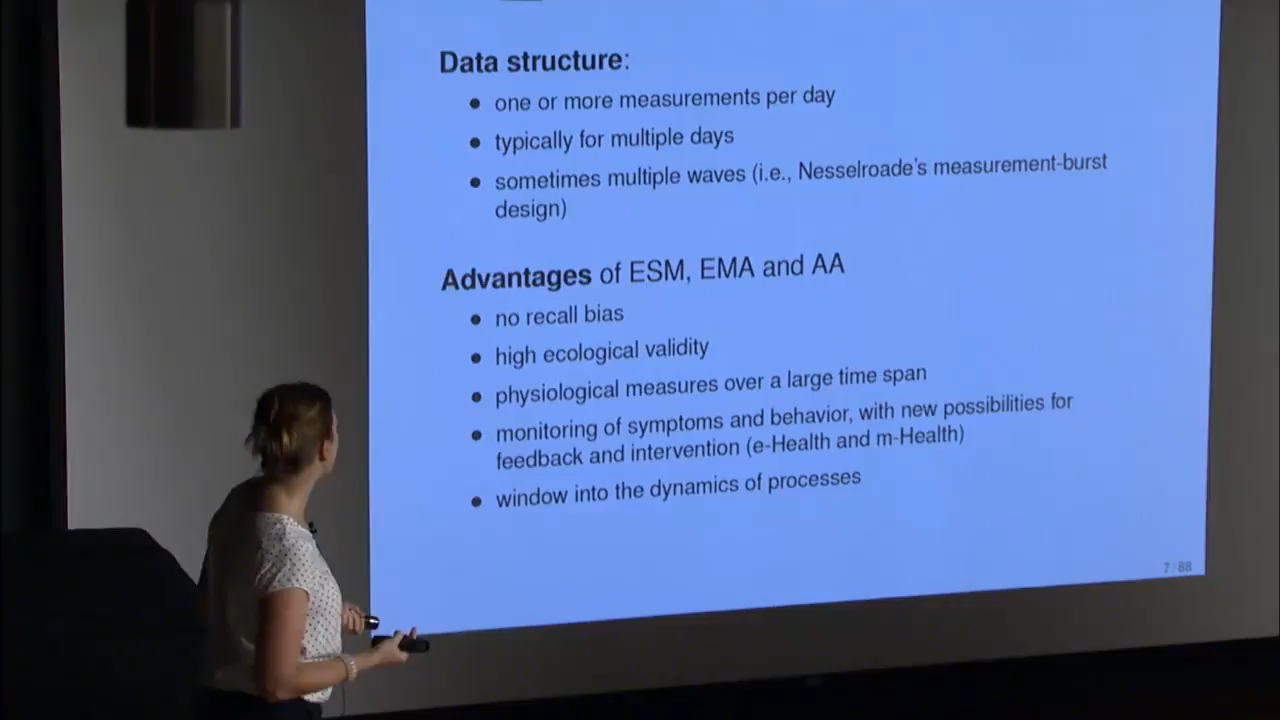 Data structure:
• one or more measurements per day
• typically for multiple days
• sometimes multiple waves (i.e., Nesselroade's measurement-burst
design)
Advantages of ESM, EMA and AA
• no recall bias
• high ecological validity
• physiological measures over a large time span
• monitoring of symptoms and behavior, with new possibilities for
feedback and intervention (e-Health and m-Health)
• window into the dynamics of processes
7 / 88